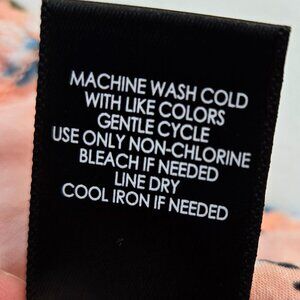 MACHINE WASH COLD
WITH LIKE COLORS
GENTLE CYCLE
USE ONLY NON-CHLORINE
BLEACH IF NEEDED
LINE DRY
COOL IRON IF NEEDED